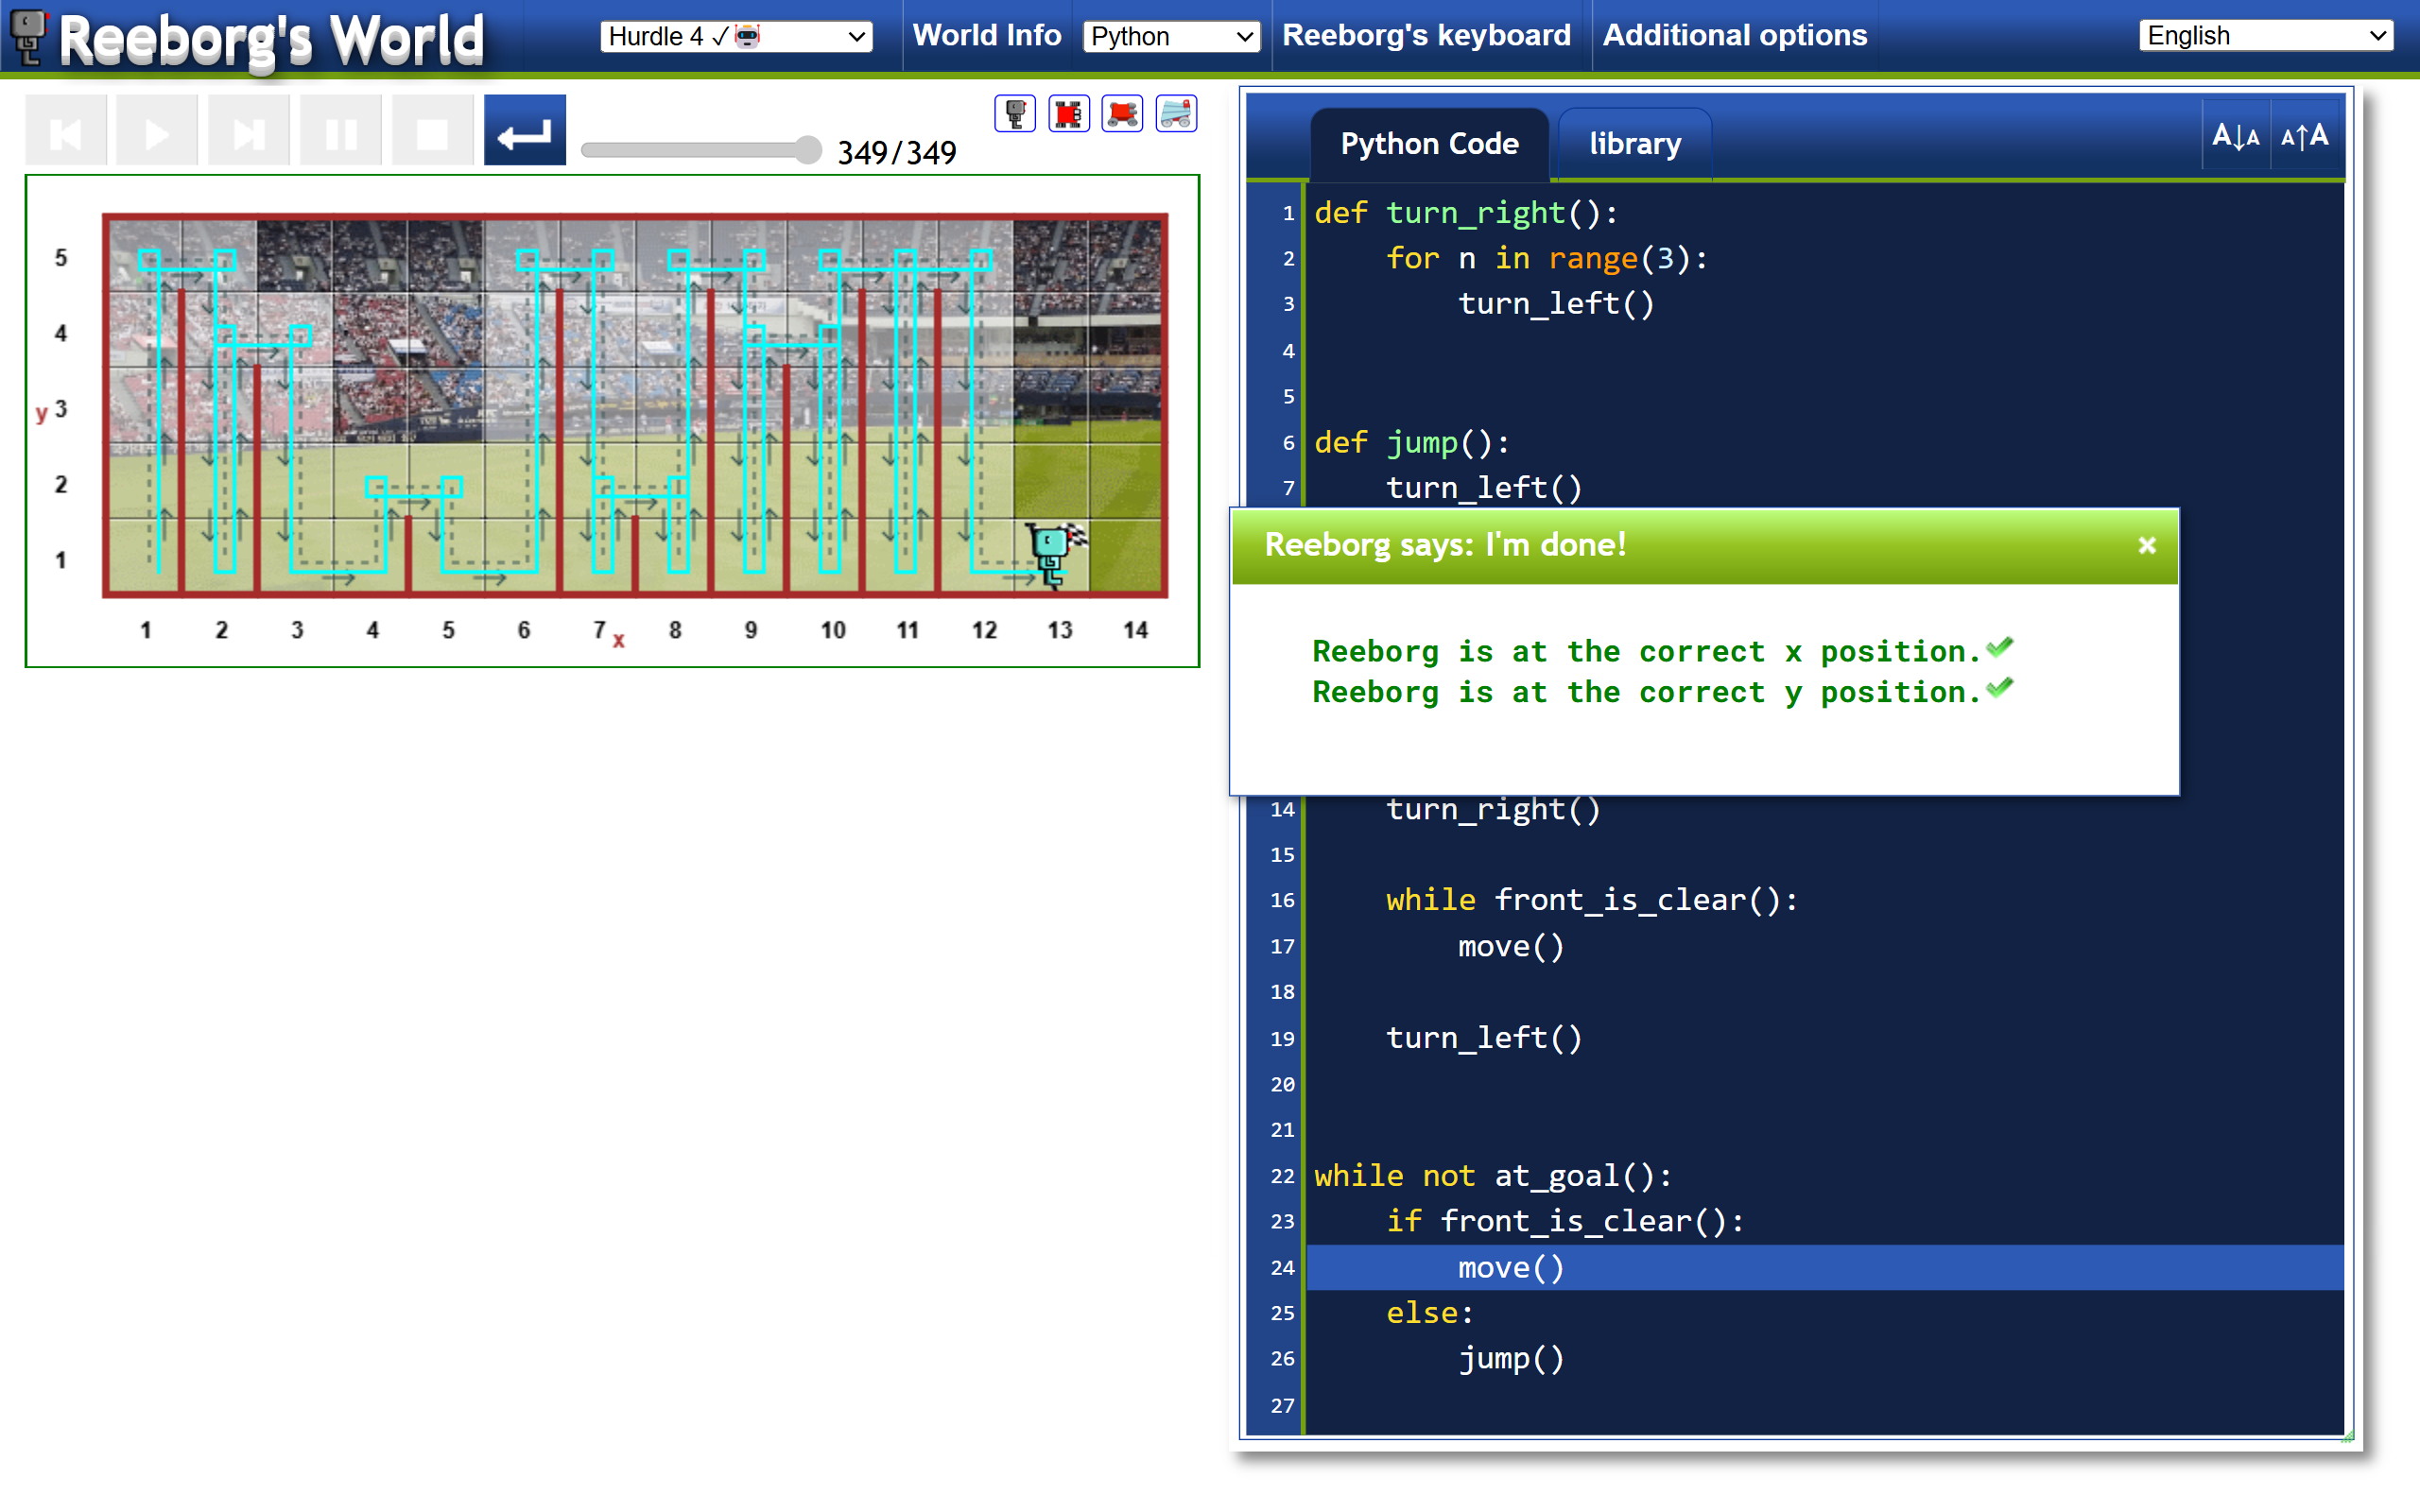 Reeborg's World
Hurdle 4 ✓
World Info
Python
Reeborg's keyboard
Additional options
English
349/349
5
4
y 3
2
1
1 2 3 4 5 6 7 x 8 9 10 11 12 13 14
Python Code
library
A↓A
A↑A
1 def turn_right():
2     for n in range(3):
3         turn_left()
4
5
6 def jump():
7     turn_left()
Reeborg says: I'm done!
×
Reeborg is at the correct x position.
Reeborg is at the correct y position.
14     turn_right()
15
16     while front_is_clear():
17         move()
18
19     turn_left()
20
21
22 while not at_goal():
23     if front_is_clear():
24         move()
25     else:
26         jump()
27